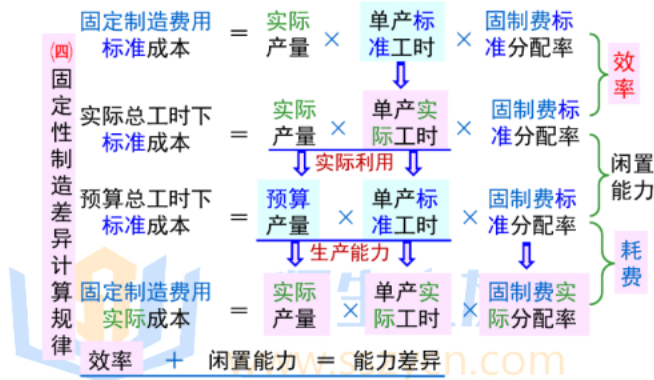 ㈣固定性制造差异计算规律
固定制造费用 = 实际 × 单产标 × 固制费标
标准成本 产量 准工时 准分配率
效率
实际总工时下 = 实际 × 单产实 × 固制费标
标准成本 产量 际工时 准分配率
实际利用
闲置
能力
预算总工时下 = 预算 × 单产标 × 固制费标
标准成本 产量 准工时 准分配率
生产能力
耗费
固定制造费用 = 实际 × 单产实 × 固制费实
实际成本 产量 际工时 际分配率
效率 + 闲置能力 = 能力差异